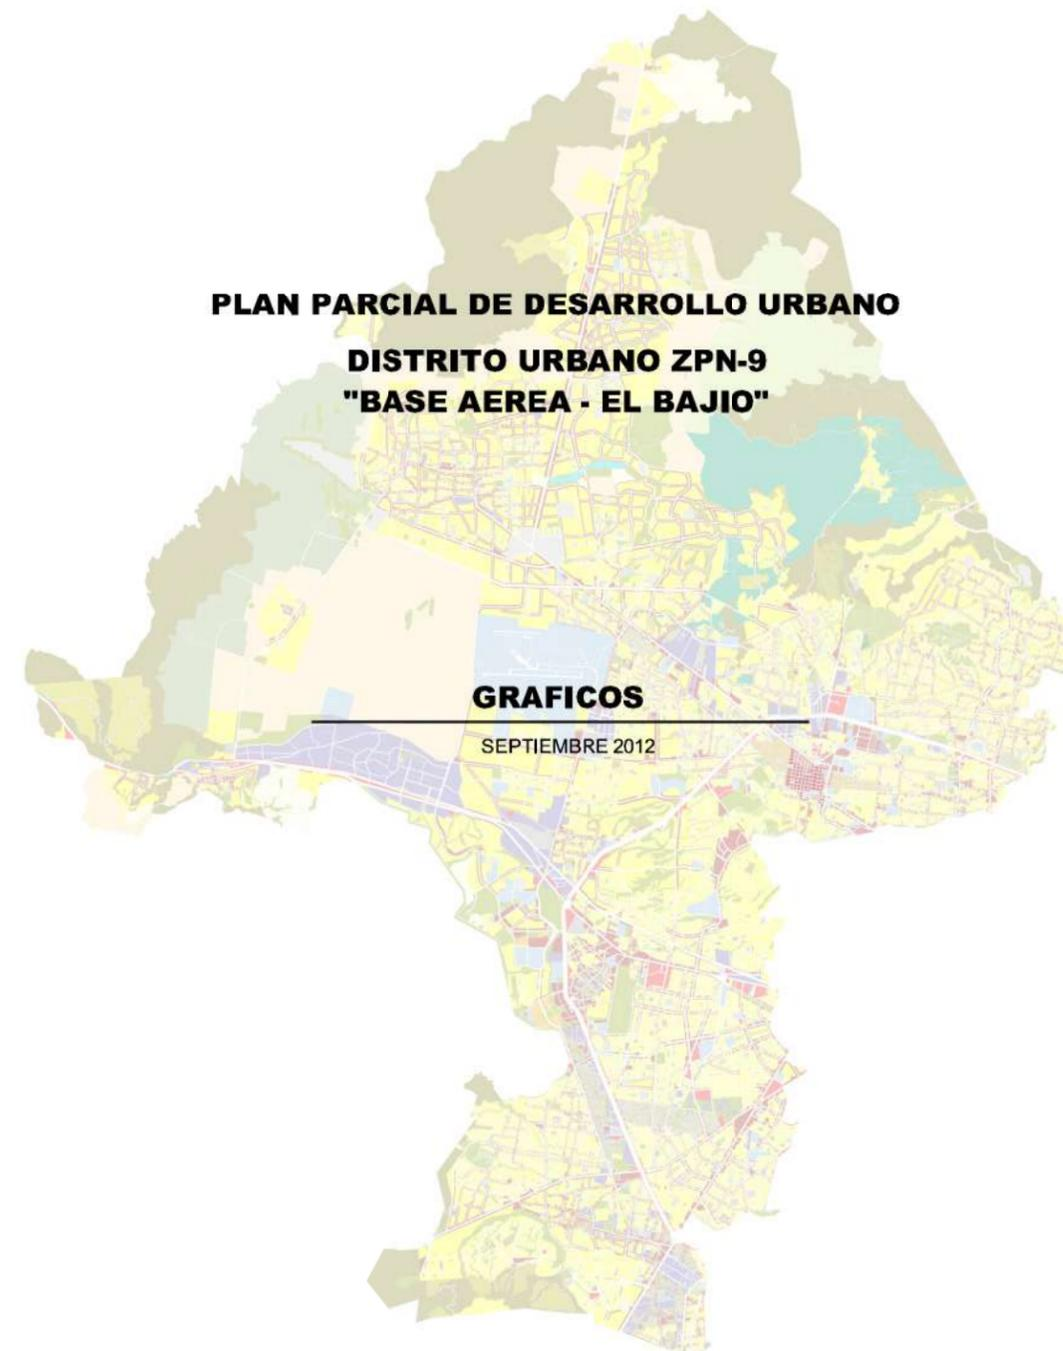 PLAN PARCIAL DE DESARROLLO URBANO
DISTRITO URBANO ZPN-9
"BASE AEREA - EL BAJIO"
GRAFICOS
SEPTIEMBRE 2012